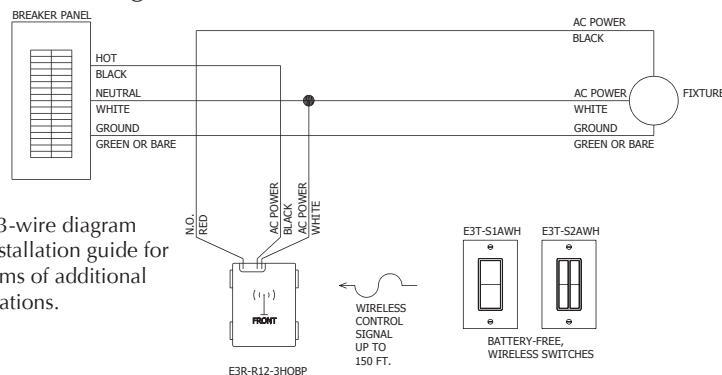 BREAKER PANEL
AC POWER
BLACK
HOT
BLACK
NEUTRAL
WHITE
AC POWER
WHITE
FIXTURE
GROUND
GREEN OR BARE
GROUND
GREEN OR BARE
N.O.
RED
AC POWER
BLACK
AC POWER
WHITE
3-wire diagram
stallation guide for
ms of additional
ations.
E3T-S1AWH
E3T-S2AWH
FRONT
WIRELESS
CONTROL
SIGNAL
UP TO
150 FT.
BATTERY-FREE,
WIRELESS SWITCHES
E3R-R12-3HOBP